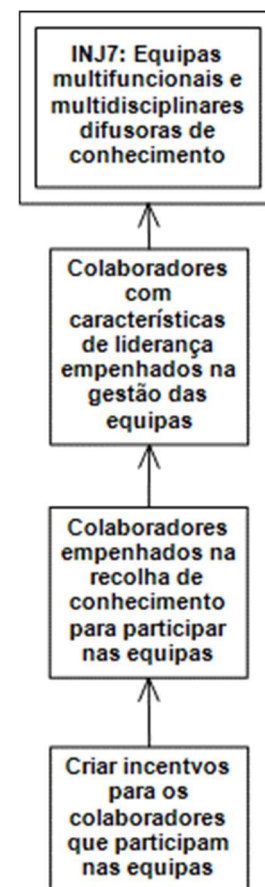 INJ7: Equipas
multifuncionais e
multidisciplinares
difusoras de
conhecimento
Colaboradores
com
características
de liderança
empenhados na
gestão das
equipas
Colaboradores
empenhados na
recolha de
conhecimento
para participar
nas equipas
Criar incentvos
para os
colaboradores
que participam
nas equipas